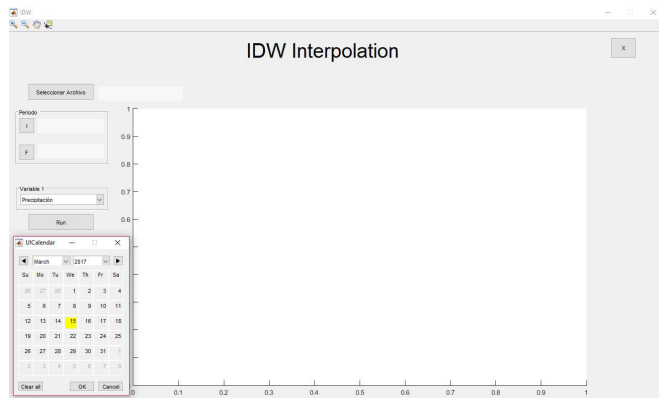 IDW
IDW Interpolation
X
Seleccionar Archivo
Periodo
I
F
Variable 1
Precipitación
Run
1
0.9
0.8
0.7
0.6
UICalendar
March 2017
Su Mo Tu We Th Fr Sa
26 27 28 1 2 3 4
5 6 7 8 9 10 11
12 13 14 15 16 17 18
19 20 21 22 23 24 25
26 27 28 29 30 31 1
2 3 4 5 6 7 8
Clear all OK Cancel
0 0.1 0.2 0.3 0.4 0.5 0.6 0.7 0.8 0.9 1